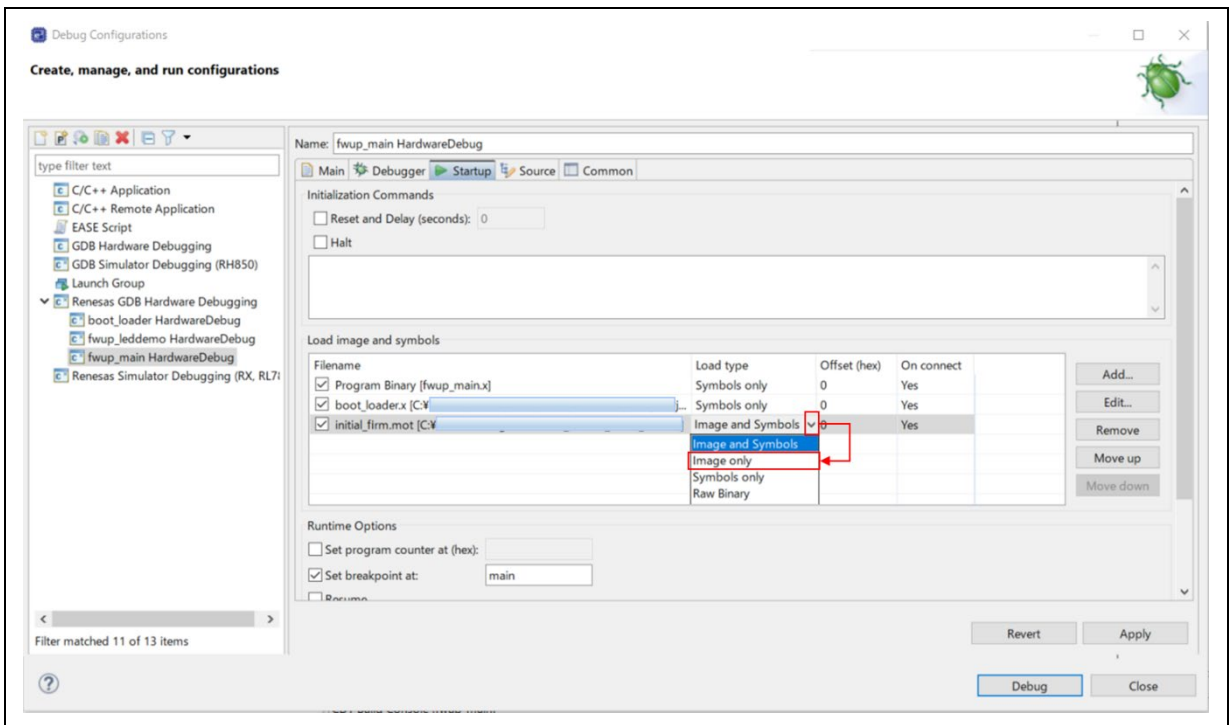 Debug Configurations
Create, manage, and run configurations
type filter text
C/C++ Application
C/C++ Remote Application
EASE Script
GDB Hardware Debugging
GDB Simulator Debugging (RH850)
Launch Group
Renesas GDB Hardware Debugging
boot_loader HardwareDebug
fwup_leddemo HardwareDebug
fwup_main HardwareDebug
Renesas Simulator Debugging (RX, RL78
Filter matched 11 of 13 items
Name: fwup_main HardwareDebug
Main Debugger Startup Source Common
Initialization Commands
Reset and Delay (seconds): 0
Halt
Load image and symbols
Filename Load type Offset (hex) On connect
Program Binary [fwup_main.x] Symbols only 0 Yes
boot_loader.x [C:¥ j... Symbols only 0 Yes
initial_firm.mot [C:¥ Image and Symbols 0 Yes
Image and Symbols
Image only
Symbols only
Raw Binary
Add...
Edit...
Remove
Move up
Move down
Runtime Options
Set program counter at (hex):
Set breakpoint at: main
Resume
Revert Apply
Debug Close